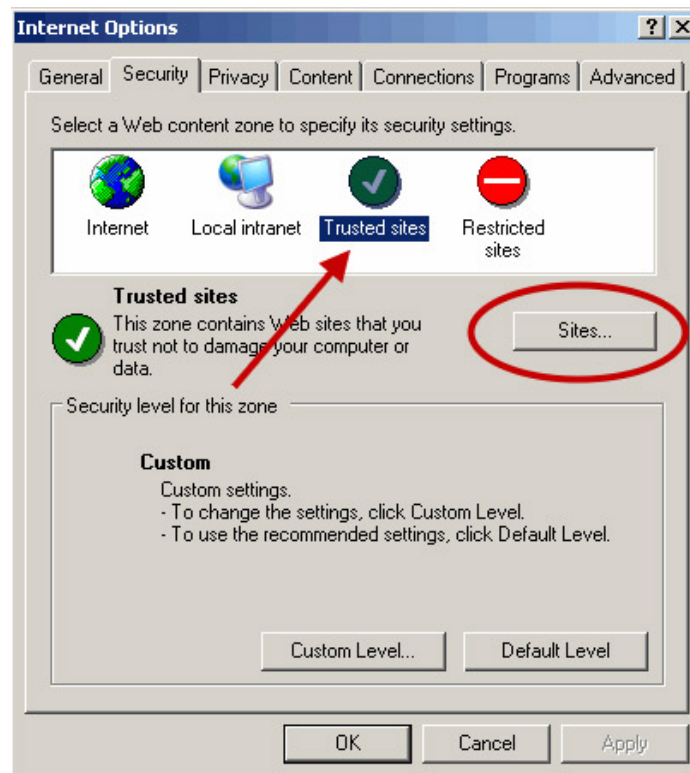 Internet Options
General Security Privacy Content Connections Programs Advanced
Select a Web content zone to specify its security settings.
Internet Local intranet Trusted sites Restricted
sites
Trusted sites
This zone contains Web sites that you
trust not to damage your computer or
data.
Sites...
Security level for this zone
Custom
Custom settings.
- To change the settings, click Custom Level.
- To use the recommended settings, click Default Level.
Custom Level... Default Level
OK Cancel Apply